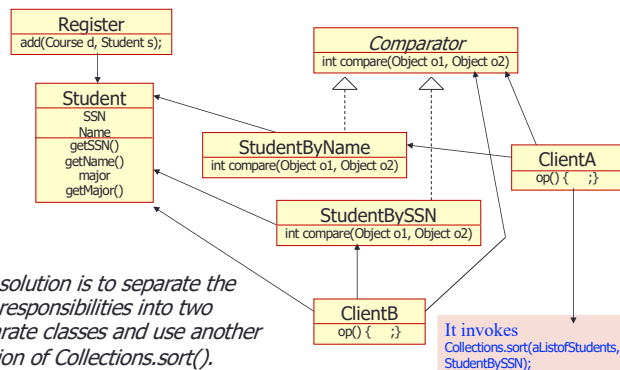 Register
add(Course d, Student s);
Comparator
int compare(Object o1, Object o2)
Student
SSN
Name
getSSN()
getName()
major
getMajor()
StudentByName
int compare(Object o1, Object o2)
ClientA
op() { ;}
StudentBySSN
int compare(Object o1, Object o2)
ClientB
op() { ;}
solution is to separate the
responsibilities into two
arate classes and use another
ion of Collections.sort().
It invokes
Collections.sort(aListofStudents,
StudentBySSN);